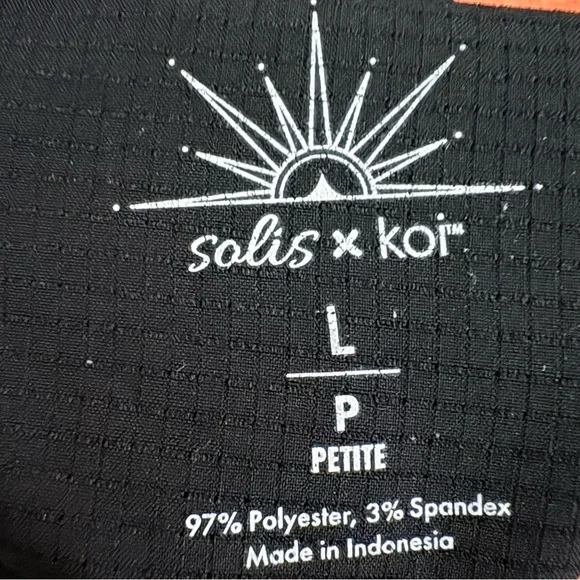 solis x koi™
L
P
PETITE
97% Polyester, 3% Spandex
Made in Indonesia